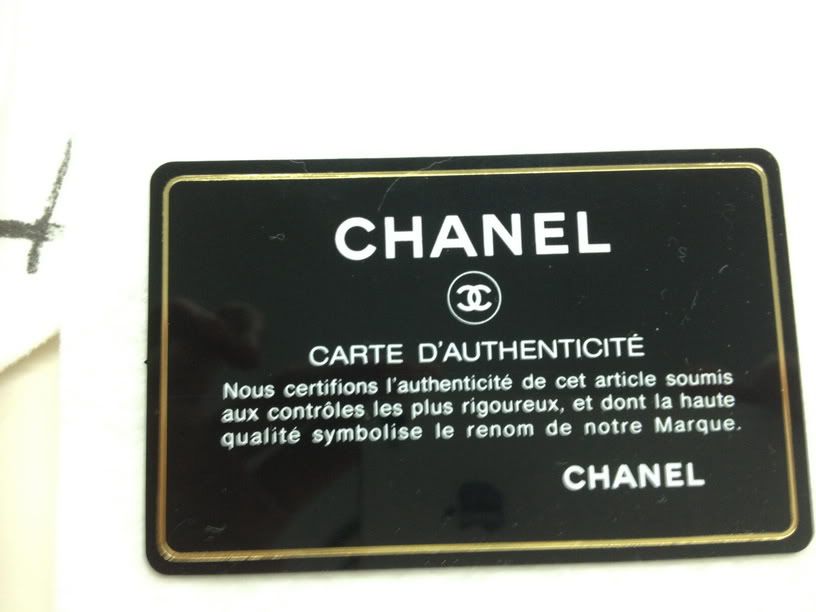 CHANEL
CARTE D'AUTHENTICITÉ
Nous certifions l'authenticité de cet article soumis
aux contrôles les plus rigoureux, et dont la haute
qualité symbolise le renom de notre Marque.
CHANEL